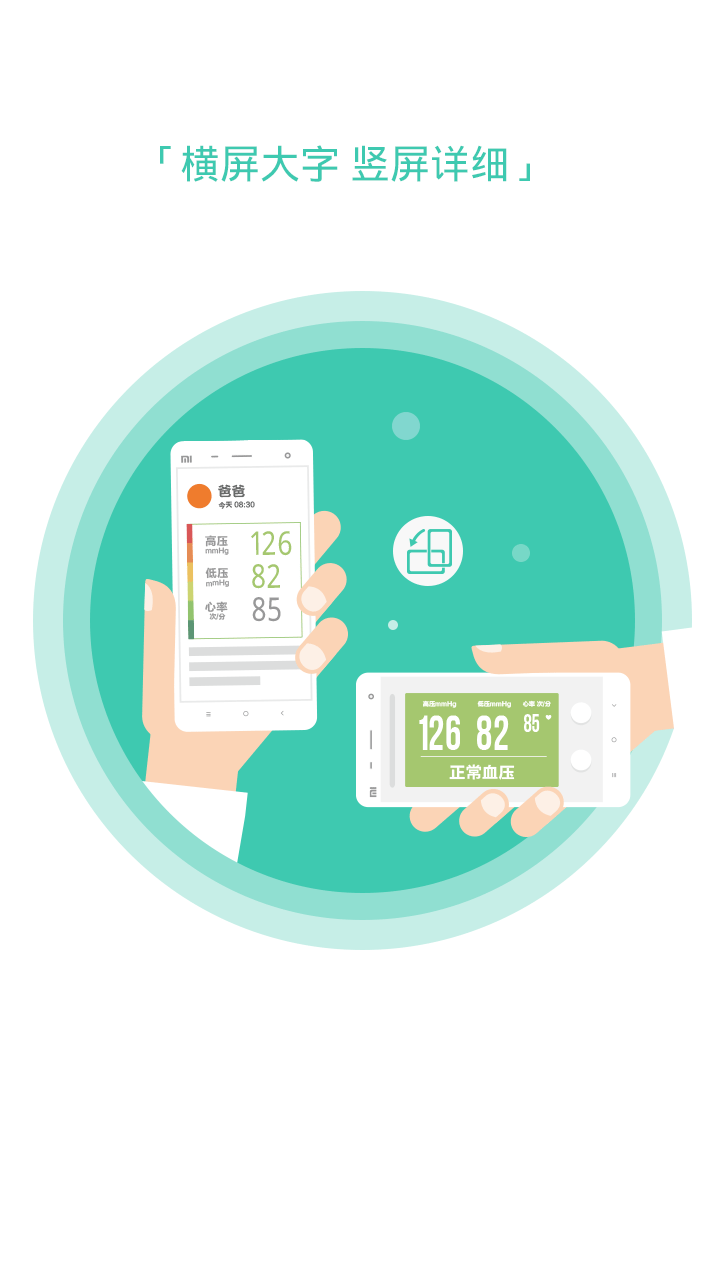 「横屏大字 竖屏详细」
MI
爸爸
今天 08:30
高压 126
mmHg
低压 82
mmHg
心率 85
次/分
高压mmHg 低压mmHg 心率 次/分
126 82 85
正常血压
MI